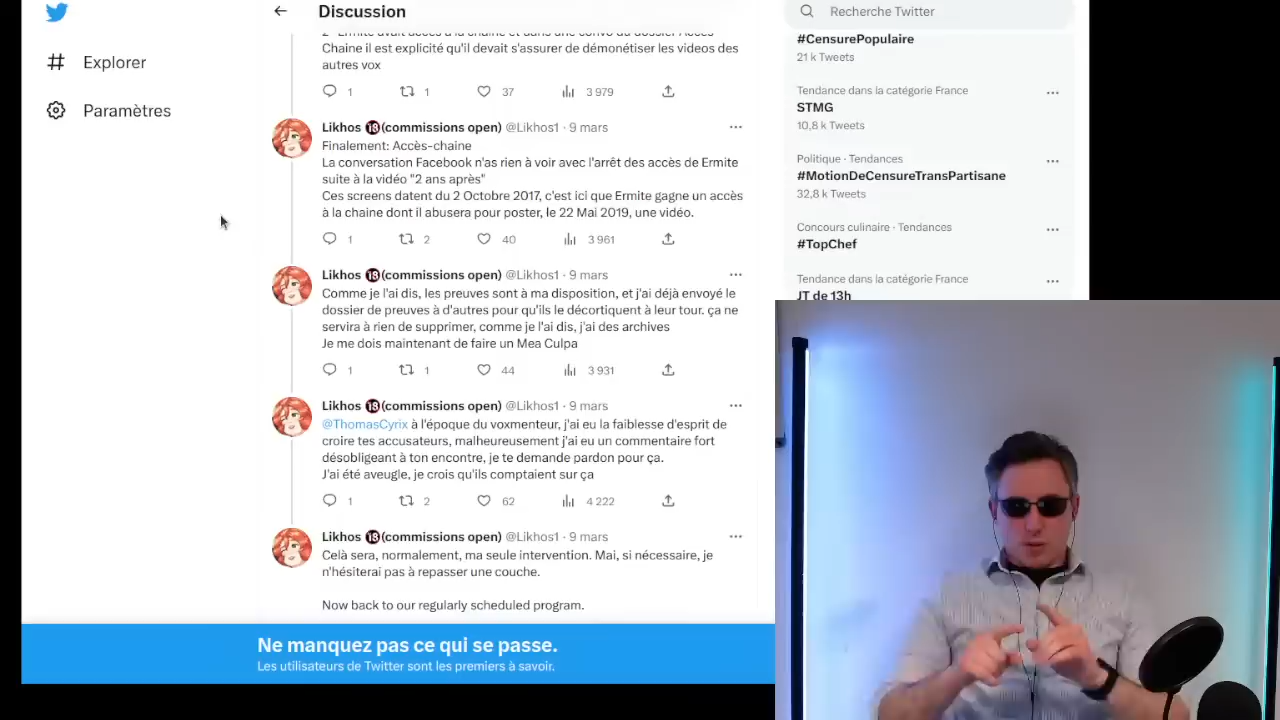 Discussion
Recherche Twitter
Explorer
Paramètres
2 - Ermite avait accès à la chaine et dans une convo du dossier Accès
Chaine il est explicité qu'il devait s'assurer de démonétiser les videos des
autres vox
1 1 37 3 979
Likhos 🔞(commissions open) @Likhos1 · 9 mars
Finalement: Accès-chaine
La conversation Facebook n'as rien à voir avec l'arrêt des accès de Ermite
suite à la vidéo "2 ans après"
Ces screens datent du 2 Octobre 2017, c'est ici que Ermite gagne un accès
à la chaine dont il abusera pour poster, le 22 Mai 2019, une vidéo.
1 2 40 3 961
Likhos 🔞(commissions open) @Likhos1 · 9 mars
Comme je l'ai dis, les preuves sont à ma disposition, et j'ai déjà envoyé le
dossier de preuves à d'autres pour qu'ils le décortiquent à leur tour. ça ne
servira à rien de supprimer, comme je l'ai dis, j'ai des archives
Je me dois maintenant de faire un Mea Culpa
1 1 44 3 931
Likhos 🔞(commissions open) @Likhos1 · 9 mars
@ThomasCyrix à l'époque du voxmenteur, j'ai eu la faiblesse d'esprit de
croire tes accusateurs, malheureusement j'ai eu un commentaire fort
désobligeant à ton encontre, je te demande pardon pour ça.
J'ai été aveugle, je crois qu'ils comptaient sur ça
1 2 62 4 222
Likhos 🔞(commissions open) @Likhos1 · 9 mars
Celà sera, normalement, ma seule intervention. Mai, si nécessaire, je
n'hésiterai pas à repasser une couche.
Now back to our regularly scheduled program.
#CensurePopulaire
21 k Tweets
Tendance dans la catégorie France
STMG
10,8 k Tweets
Politique · Tendances
#MotionDeCensureTransPartisane
32,8 k Tweets
Concours culinaire · Tendances
#TopChef
Tendance dans la catégorie France
JT de 13h
Ne manquez pas ce qui se passe.
Les utilisateurs de Twitter sont les premiers à savoir.